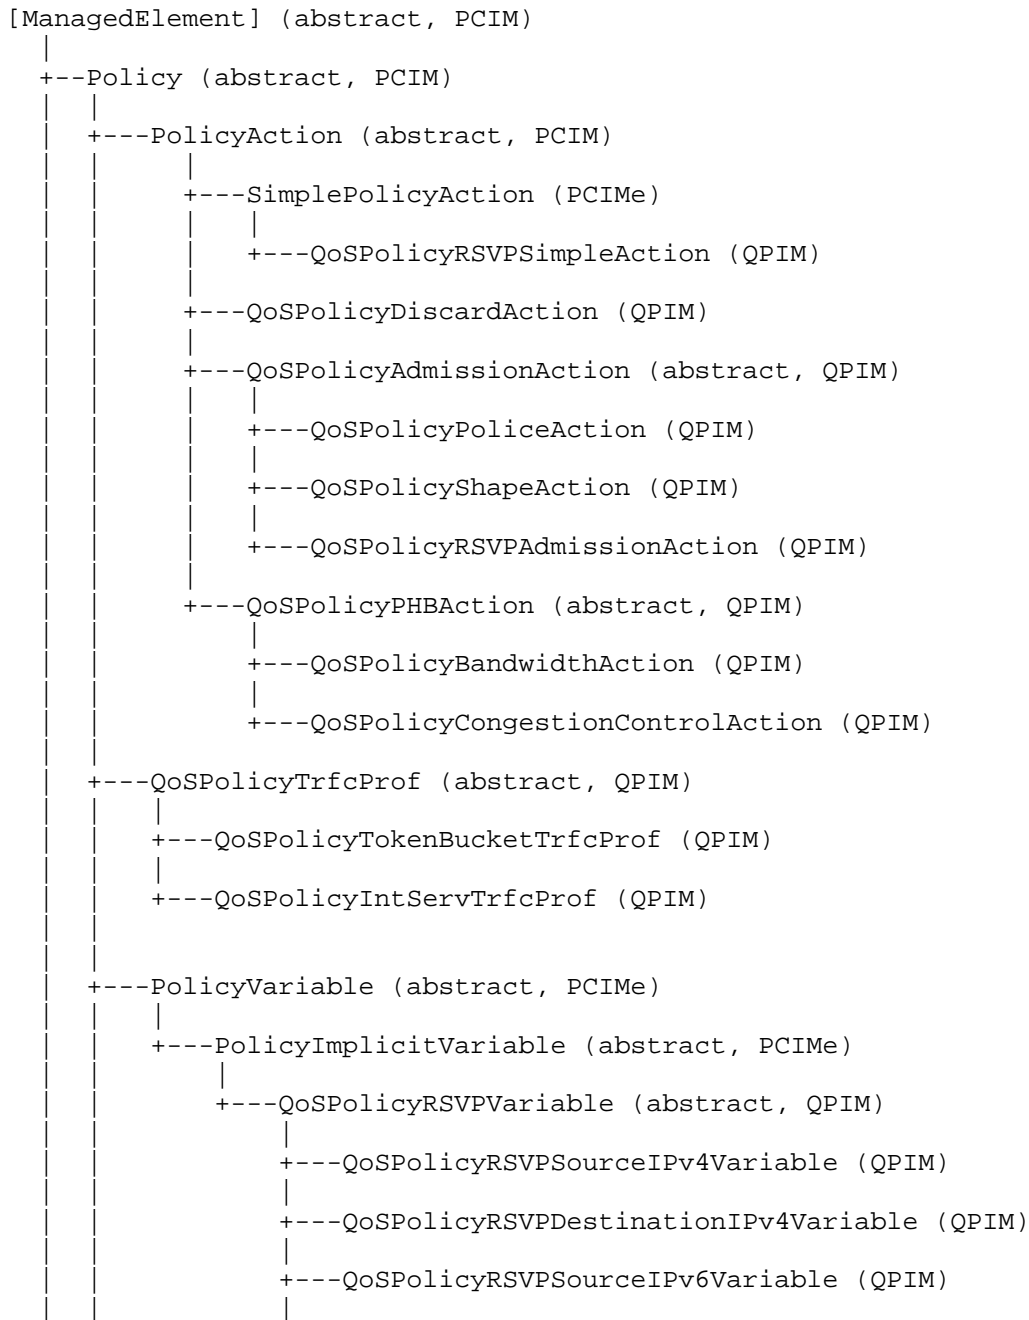 [ManagedElement] (abstract, PCIM)
   |
   +--Policy (abstract, PCIM)
   |  |
   |  +---PolicyAction (abstract, PCIM)
   |  |     |
   |  |     +---SimplePolicyAction (PCIMe)
   |  |     |   |
   |  |     |   +---QoSPolicyRSVPSimpleAction (QPIM)
   |  |     |
   |  |     +---QoSPolicyDiscardAction (QPIM)
   |  |     |
   |  |     +---QoSPolicyAdmissionAction (abstract, QPIM)
   |  |     |   |
   |  |     |   +---QoSPolicyPoliceAction (QPIM)
   |  |     |   |
   |  |     |   +---QoSPolicyShapeAction (QPIM)
   |  |     |   |
   |  |     |   +---QoSPolicyRSVPAdmissionAction (QPIM)
   |  |     |
   |  |     +---QoSPolicyPHBAction (abstract, QPIM)
   |  |         |
   |  |         +---QoSPolicyBandwidthAction (QPIM)
   |  |         |
   |  |         +---QoSPolicyCongestionControlAction (QPIM)
   |  |
   |  +---QoSPolicyTrfcProf (abstract, QPIM)
   |  |   |
   |  |   +---QoSPolicyTokenBucketTrfcProf (QPIM)
   |  |   |
   |  |   +---QoSPolicyIntServTrfcProf (QPIM)
   |  |
   |  |
   |  +---PolicyVariable (abstract, PCIMe)
   |  |   |
   |  |   +---PolicyImplicitVariable (abstract, PCIMe)
   |  |       |
   |  |       +---QoSPolicyRSVPVariable (abstract, QPIM)
   |  |           |
   |  |           +---QoSPolicyRSVPSourceIPv4Variable (QPIM)
   |  |           |
   |  |           +---QoSPolicyRSVPDestinationIPv4Variable (QPIM)
   |  |           |
   |  |           +---QoSPolicyRSVPSourceIPv6Variable (QPIM)
   |  |           |